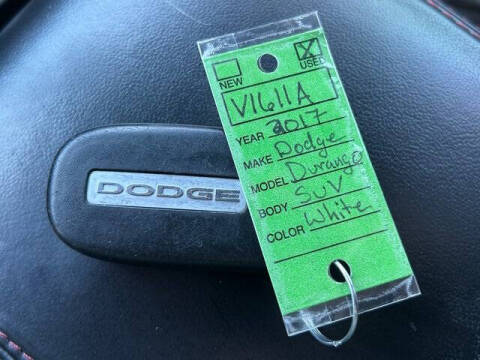 NEW USED
V1611A
YEAR 2017
MAKE Dodge
MODEL Durango
BODY SUV
COLOR White
DODGE